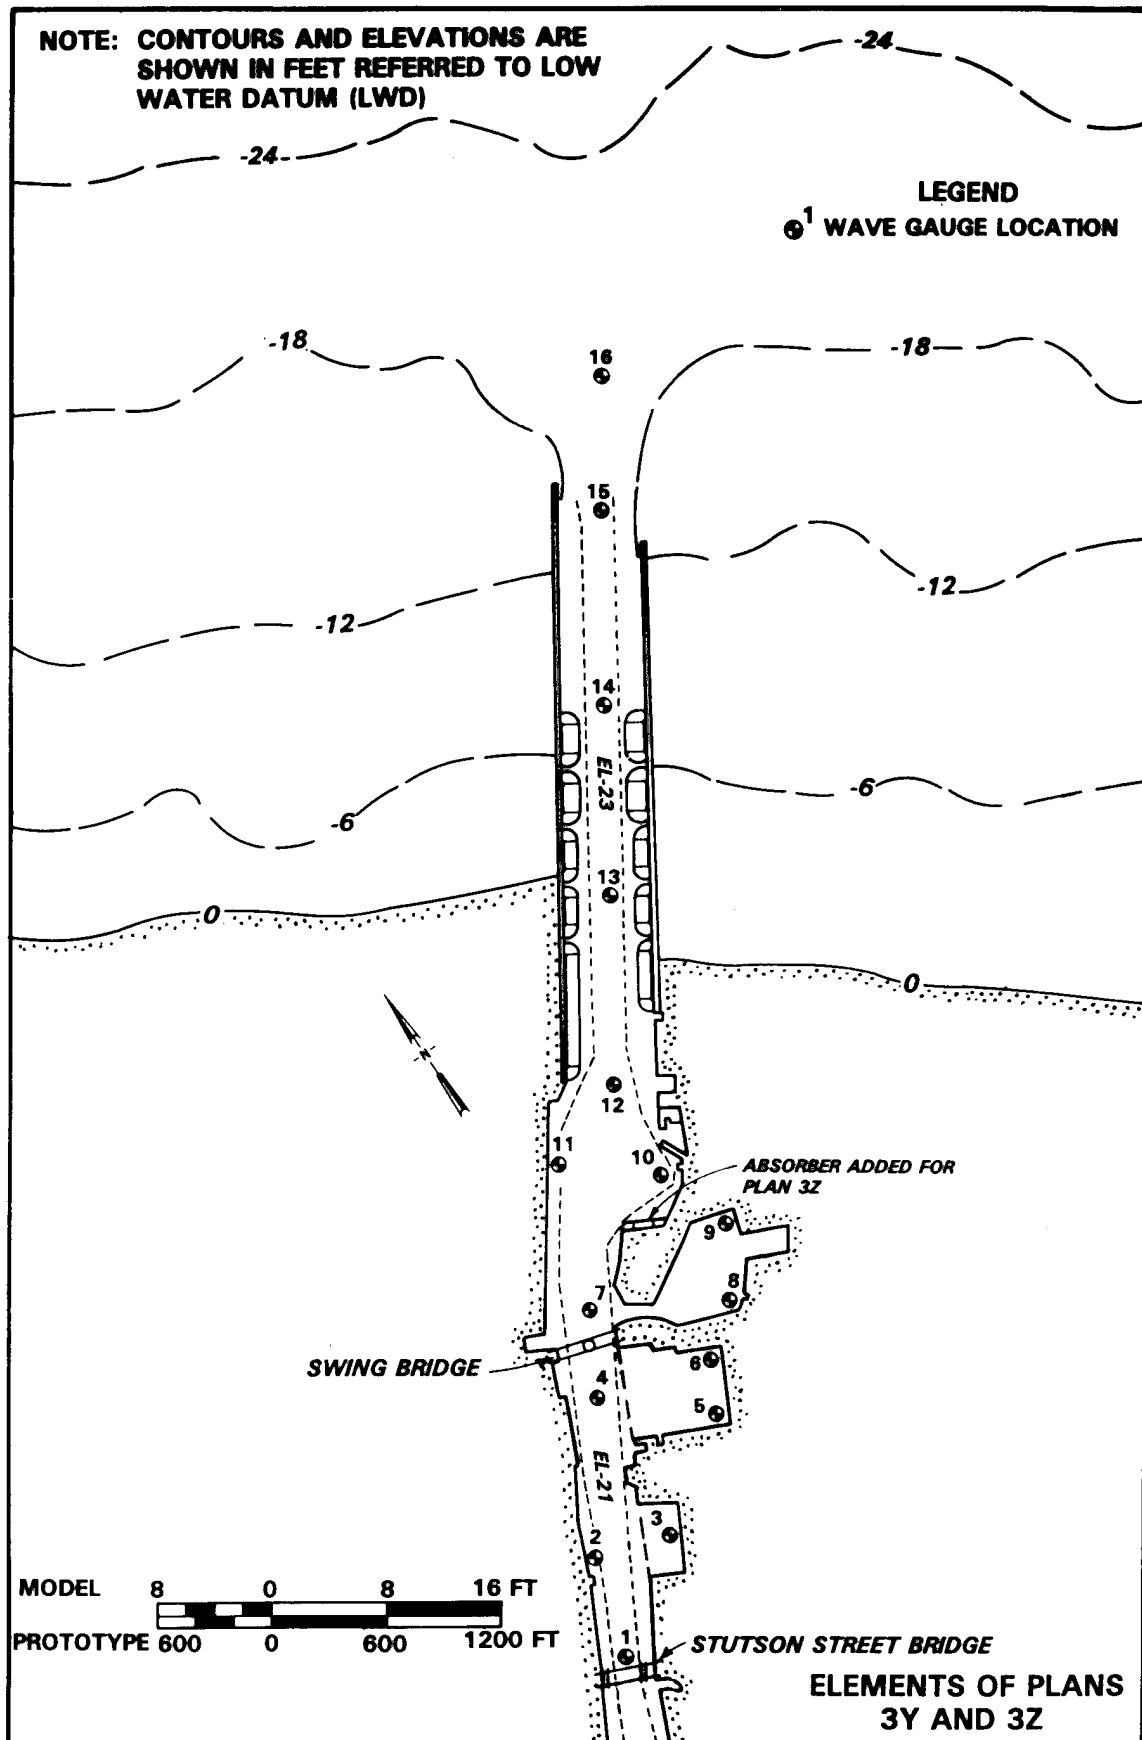 NOTE: CONTOURS AND ELEVATIONS ARE
SHOWN IN FEET REFERRED TO LOW
WATER DATUM (LWD)
-24
-24
LEGEND
1 WAVE GAUGE LOCATION
-18
-18
16
15
-12
-12
14
EL-23
-6
-6
13
0
0
N
12
11
10
ABSORBER ADDED FOR
PLAN 3Z
9
8
7
SWING BRIDGE
6
4
5
EL-21
3
2
MODEL 8 0 8 16 FT
PROTOTYPE 600 0 600 1200 FT
1
STUTSON STREET BRIDGE
ELEMENTS OF PLANS
3Y AND 3Z